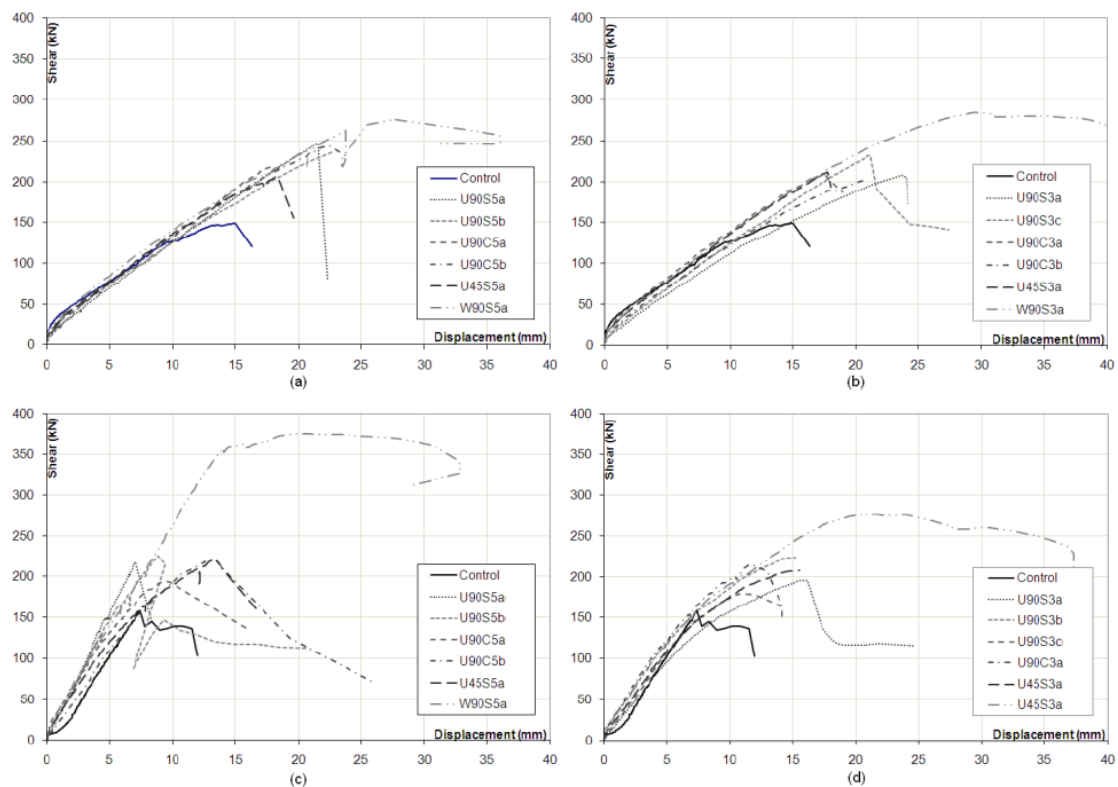 400
350
300
250
200
150
100
50
0
Shear (kN)
Control
U90S5a
U90S5b
U90C5a
U90C5b
U45S5a
W90S5a
Displacement (mm)
0 5 10 15 20 25 30 35 40
(a)
400
350
300
250
200
150
100
50
0
Shear (kN)
Control
U90S3a
U90S3c
U90C3a
U90C3b
U45S3a
W90S3a
Displacement (mm)
0 5 10 15 20 25 30 35 40
(b)
400
350
300
250
200
150
100
50
0
Shear (kN)
Control
U90S5a
U90S5b
U90C5a
U90C5b
U45S5a
W90S5a
Displacement (mm)
0 5 10 15 20 25 30 35 40
(c)
400
350
300
250
200
150
100
50
0
Shear (kN)
Control
U90S3a
U90S3b
U90S3c
U90C3a
U45S3a
U45S3a
Displacement (mm)
0 5 10 15 20 25 30 35 40
(d)